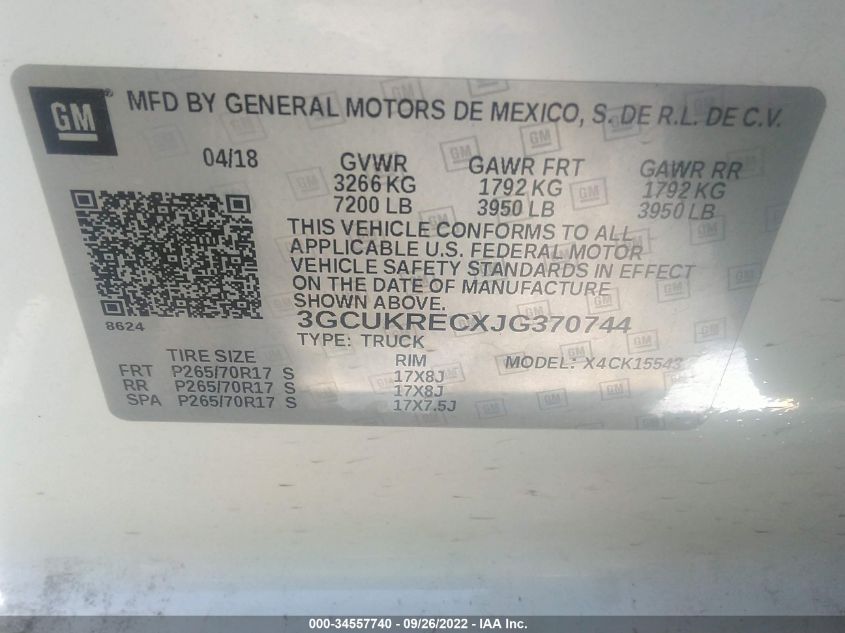 GM MFD BY GENERAL MOTORS DE MEXICO, S. DE R.L. DE C.V.
04/18 GVWR GAWR FRT GAWR RR
3266 KG 1792 KG 1792 KG
7200 LB 3950 LB 3950 LB
THIS VEHICLE CONFORMS TO ALL
APPLICABLE U.S. FEDERAL MOTOR
VEHICLE SAFETY STANDARDS IN EFFECT
ON THE DATE OF MANUFACTURE
SHOWN ABOVE.
8624
3GCUKRECXJG370744
TYPE: TRUCK
TIRE SIZE RIM MODEL: X4CK15543
FRT P265/70R17 S 17X8J
RR P265/70R17 S 17X8J
SPA P265/70R17 S 17X7.5J
000-34557740 - 09/26/2022 - IAA Inc.